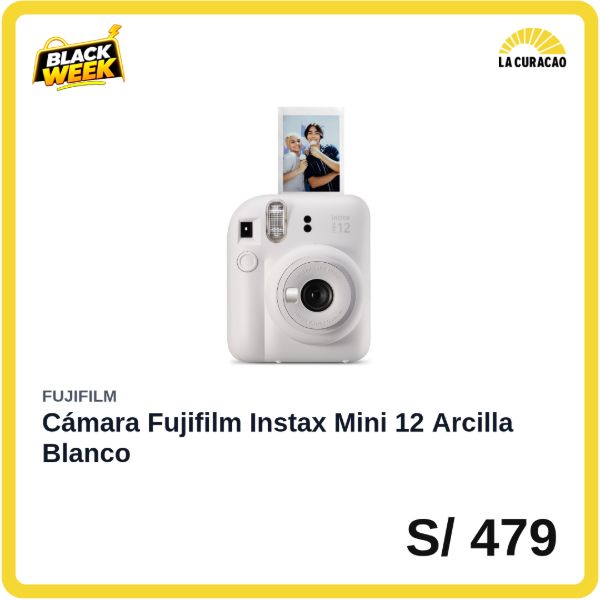 BLACK
WEEK
LA CURACAO
instax
mini 12
FUJIFILM
Cámara Fujifilm Instax Mini 12 Arcilla
Blanco
S/ 479